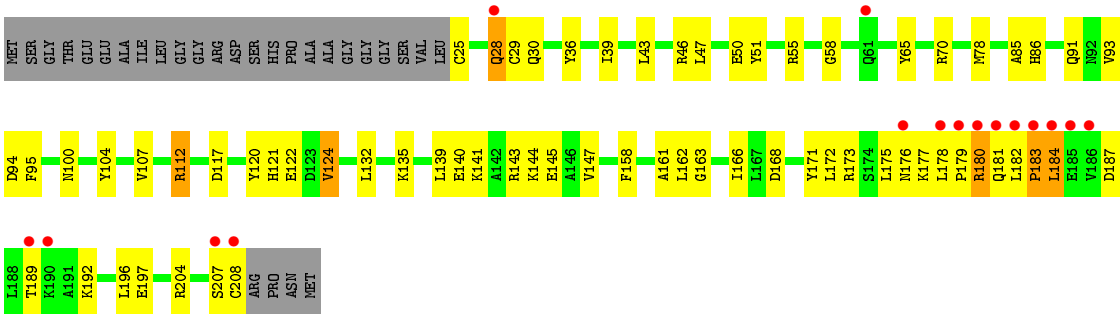 MET SER GLY THR GLU GLU ALA ILE LEU GLY GLY ARG ASP SER HIS PRO ALA ALA GLY GLY GLY SER VAL LEU C25 Q28 C29 Q30 Y36 I39 L43 R46 L47 E50 Y51 R55 G58 Q61 Y65 R70 M78 A85 H86 Q91 N92 V93
D94 F95 N100 Y104 V107 R112 D117 Y120 H121 E122 D123 V124 L132 K135 L139 E140 K141 A142 R143 K144 E145 A146 V147 F158 A161 L162 G163 I166 L167 D168 Y171 L172 R173 S174 L175 N176 K177 L178 P179 R180 Q181 L182 P183 L184 E185 V186 D187
L188 T189 K190 A191 K192 L196 E197 R204 S207 C208 ARG PRO ASN MET